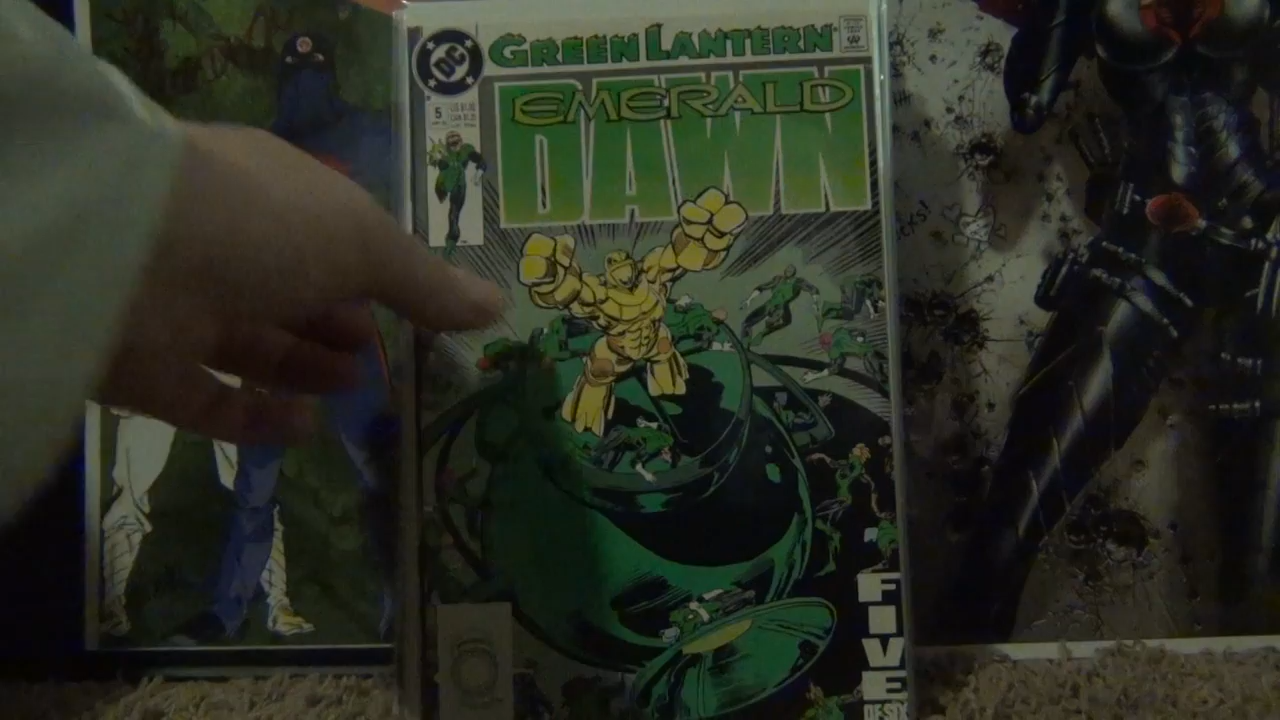 GREEN LANTERN
DC
EMERALD
DAWN
5
FIVE
OF SIX